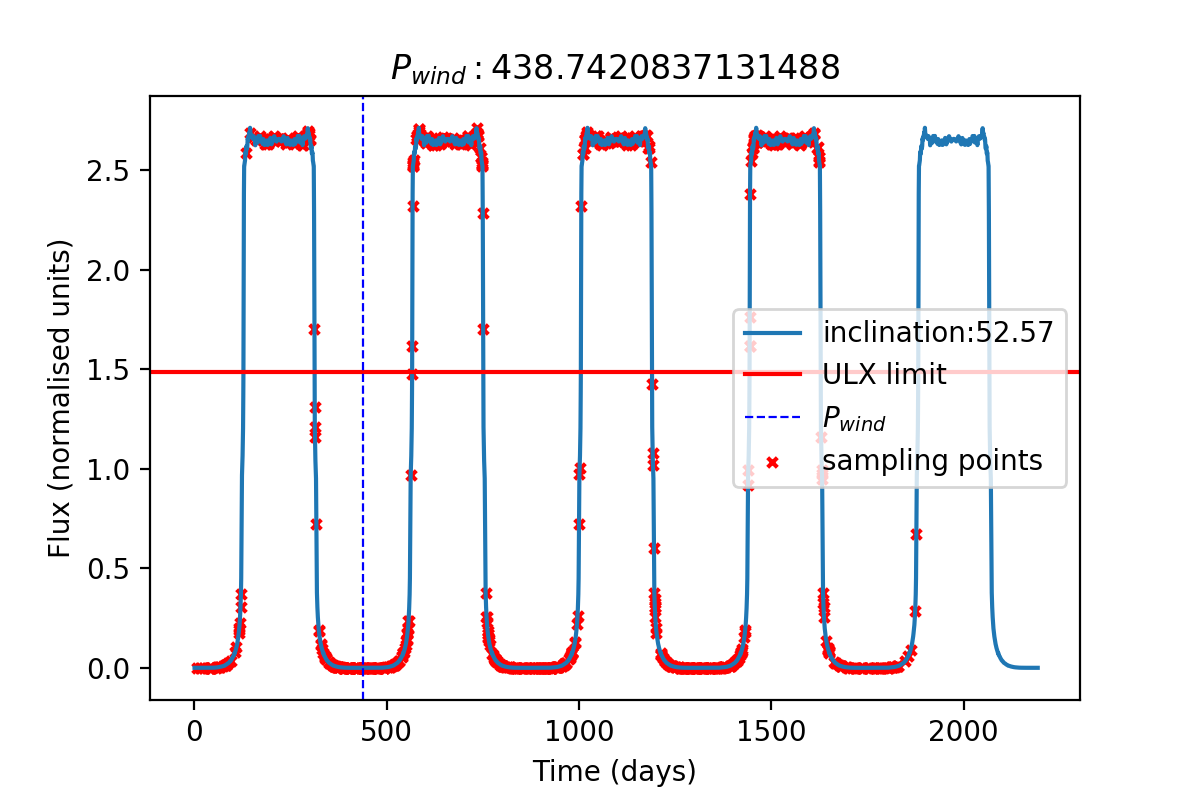 P_wind : 438.7420837131488
Flux (normalised units)
2.5
2.0
1.5
1.0
0.5
0.0
inclination:52.57
ULX limit
P_wind
sampling points
0
500
1000
1500
2000
Time (days)